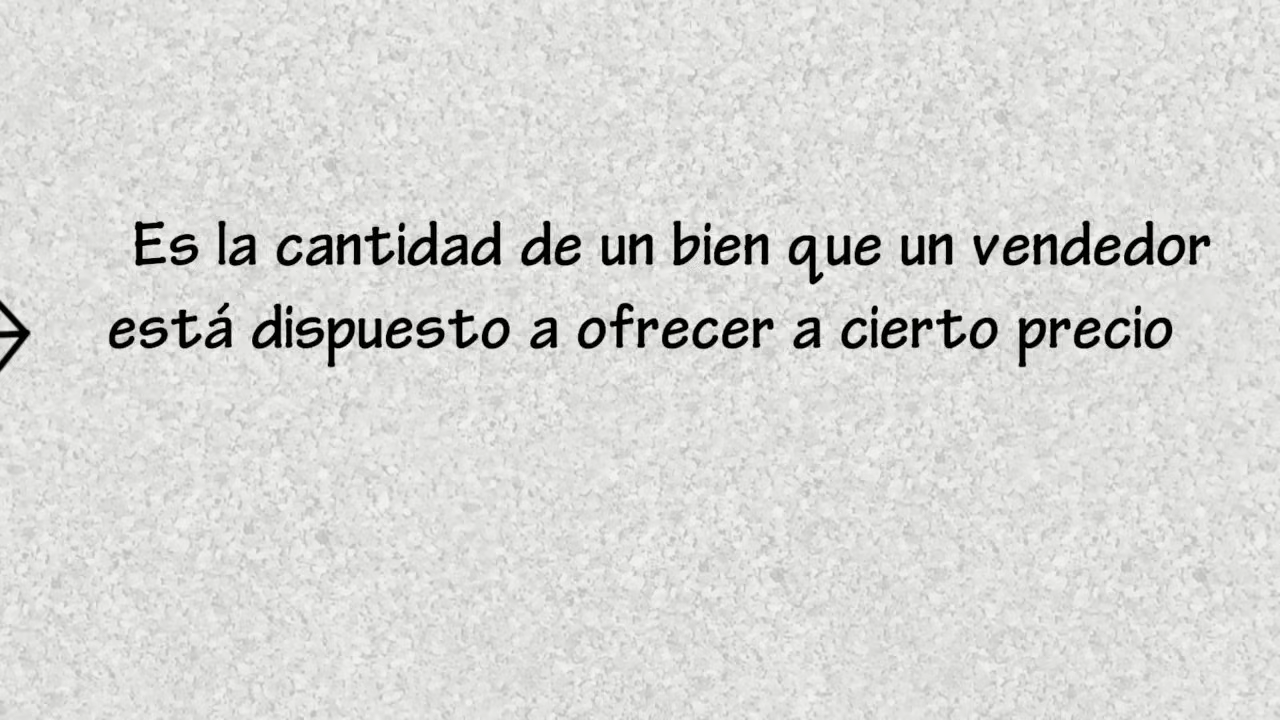 Es la cantidad de un bien que un vendedor
está dispuesto a ofrecer a cierto precio